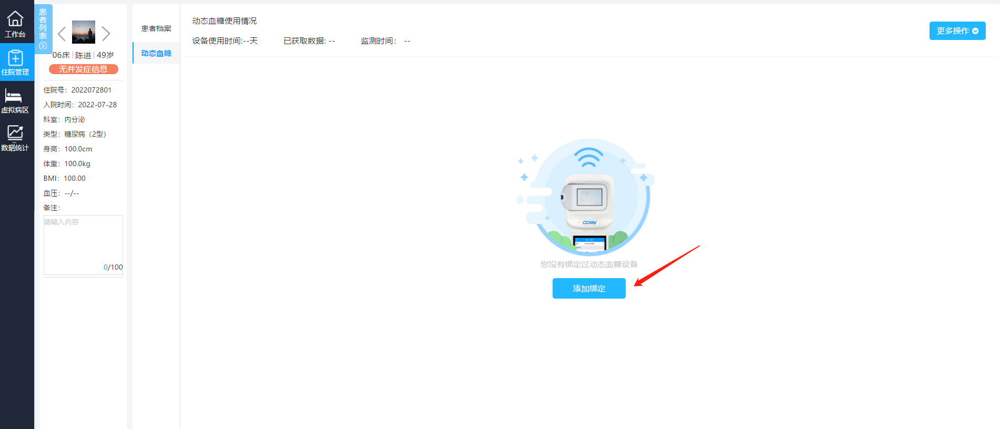 工作台
住院管理
虚拟病区
数据统计
患者列表
06床 | 陈进 | 49岁
无并发症信息
住院号：2022072801
入院时间：2022-07-28
科室：内分泌
类型：糖尿病（2型）
身高：100.0cm
体重：100.0kg
BMI：100.00
血压：--/--
备注：
请输入内容
0/100
患者档案
动态血糖
动态血糖使用情况
设备使用时间:--天 已获取数据: -- 监测时间： --
更多操作
您没有绑定过动态血糖设备
添加绑定